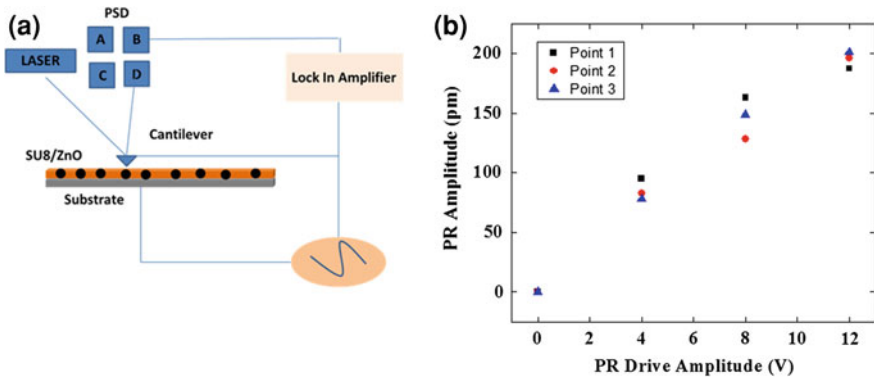 (a)
PSD
A B
LASER
C D
Lock In Amplifier
Cantilever
SU8/ZnO
Substrate
(b)
200
150
100
50
0
PR Amplitude (pm)
Point 1
Point 2
Point 3
0 2 4 6 8 10 12
PR Drive Amplitude (V)